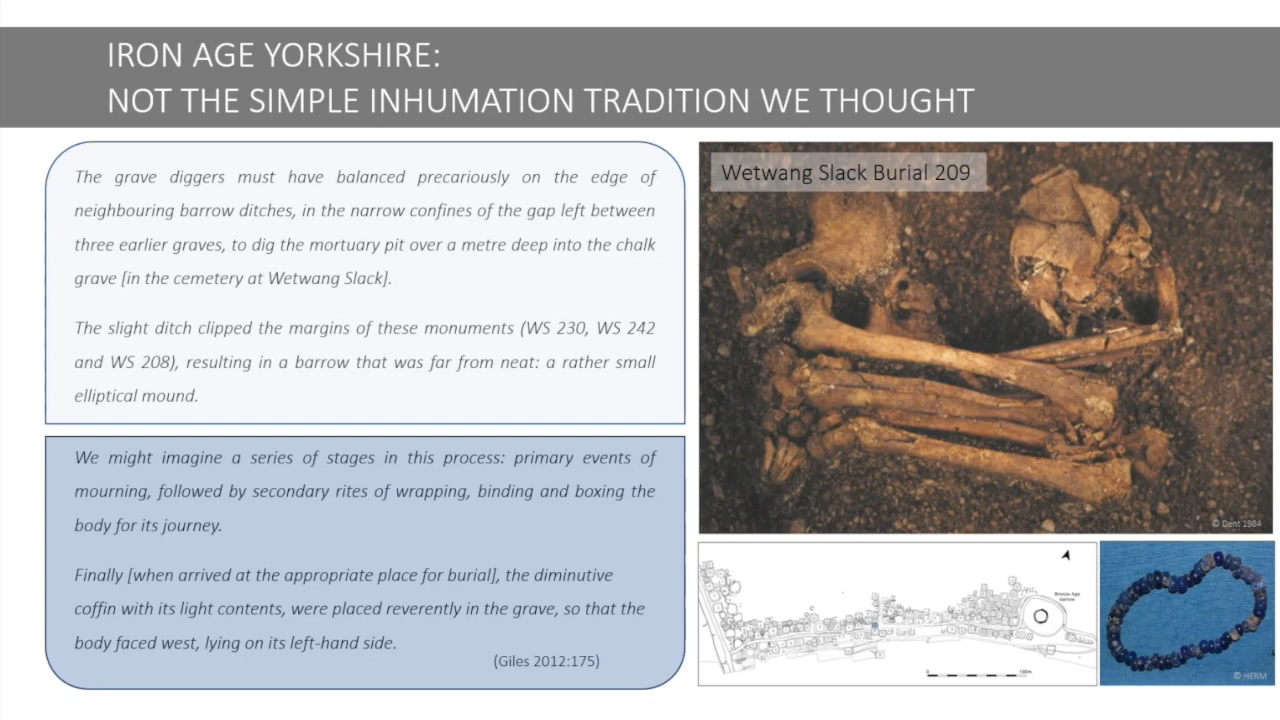 IRON AGE YORKSHIRE:
NOT THE SIMPLE INHUMATION TRADITION WE THOUGHT
The grave diggers must have balanced precariously on the edge of
neighbouring barrow ditches, in the narrow confines of the gap left between
three earlier graves, to dig the mortuary pit over a metre deep into the chalk
grave [in the cemetery at Wetwang Slack].
The slight ditch clipped the margins of these monuments (WS 230, WS 242
and WS 208), resulting in a barrow that was far from neat: a rather small
elliptical mound.
We might imagine a series of stages in this process: primary events of
mourning, followed by secondary rites of wrapping, binding and boxing the
body for its journey.
Finally [when arrived at the appropriate place for burial], the diminutive
coffin with its light contents, were placed reverently in the grave, so that the
body faced west, lying on its left-hand side.
(Giles 2012:175)
Wetwang Slack Burial 209
© Dent 1984
Bronze Age
barrow
0 100m
© HERM